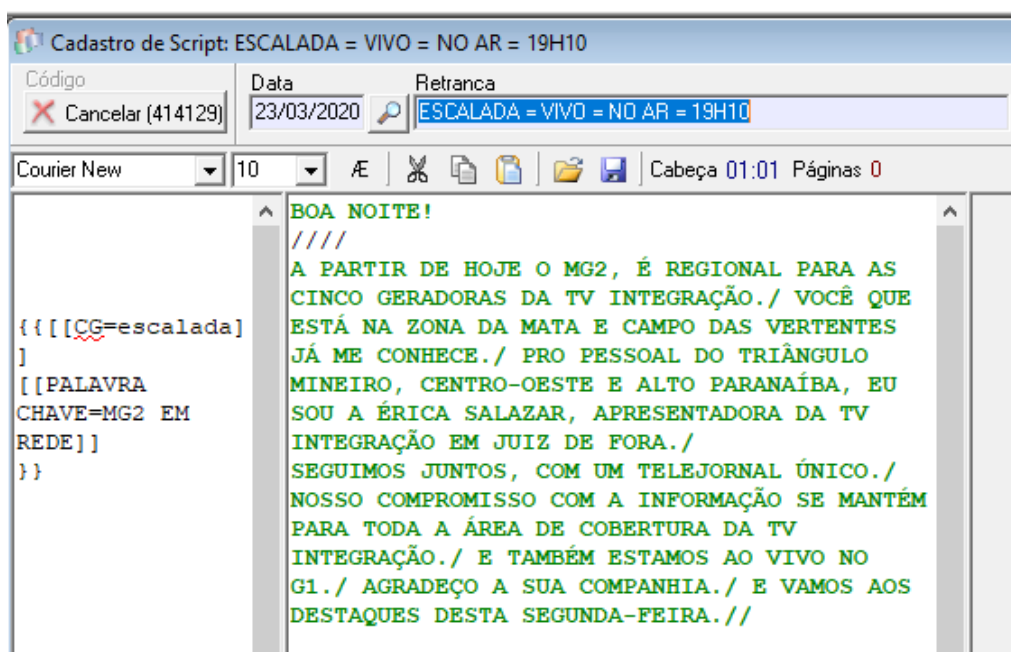 Cadastro de Script: ESCALADA = VIVO = NO AR = 19H10
Código Data Retranca
Cancelar (414129) 23/03/2020 ESCALADA = VIVO = NO AR = 19H10
Courier New 10 Æ Cabeça 01:01 Páginas 0
{{[[CG=escalada]
]
[[PALAVRA
CHAVE=MG2 EM
REDE]]
}}
BOA NOITE!
////
A PARTIR DE HOJE O MG2, É REGIONAL PARA AS
CINCO GERADORAS DA TV INTEGRAÇÃO./ VOCÊ QUE
ESTÁ NA ZONA DA MATA E CAMPO DAS VERTENTES
JÁ ME CONHECE./ PRO PESSOAL DO TRIÂNGULO
MINEIRO, CENTRO-OESTE E ALTO PARANAÍBA, EU
SOU A ÉRICA SALAZAR, APRESENTADORA DA TV
INTEGRAÇÃO EM JUIZ DE FORA./
SEGUIMOS JUNTOS, COM UM TELEJORNAL ÚNICO./
NOSSO COMPROMISSO COM A INFORMAÇÃO SE MANTÉM
PARA TODA A ÁREA DE COBERTURA DA TV
INTEGRAÇÃO./ E TAMBÉM ESTAMOS AO VIVO NO
G1./ AGRADEÇO A SUA COMPANHIA./ E VAMOS AOS
DESTAQUES DESTA SEGUNDA-FEIRA.//